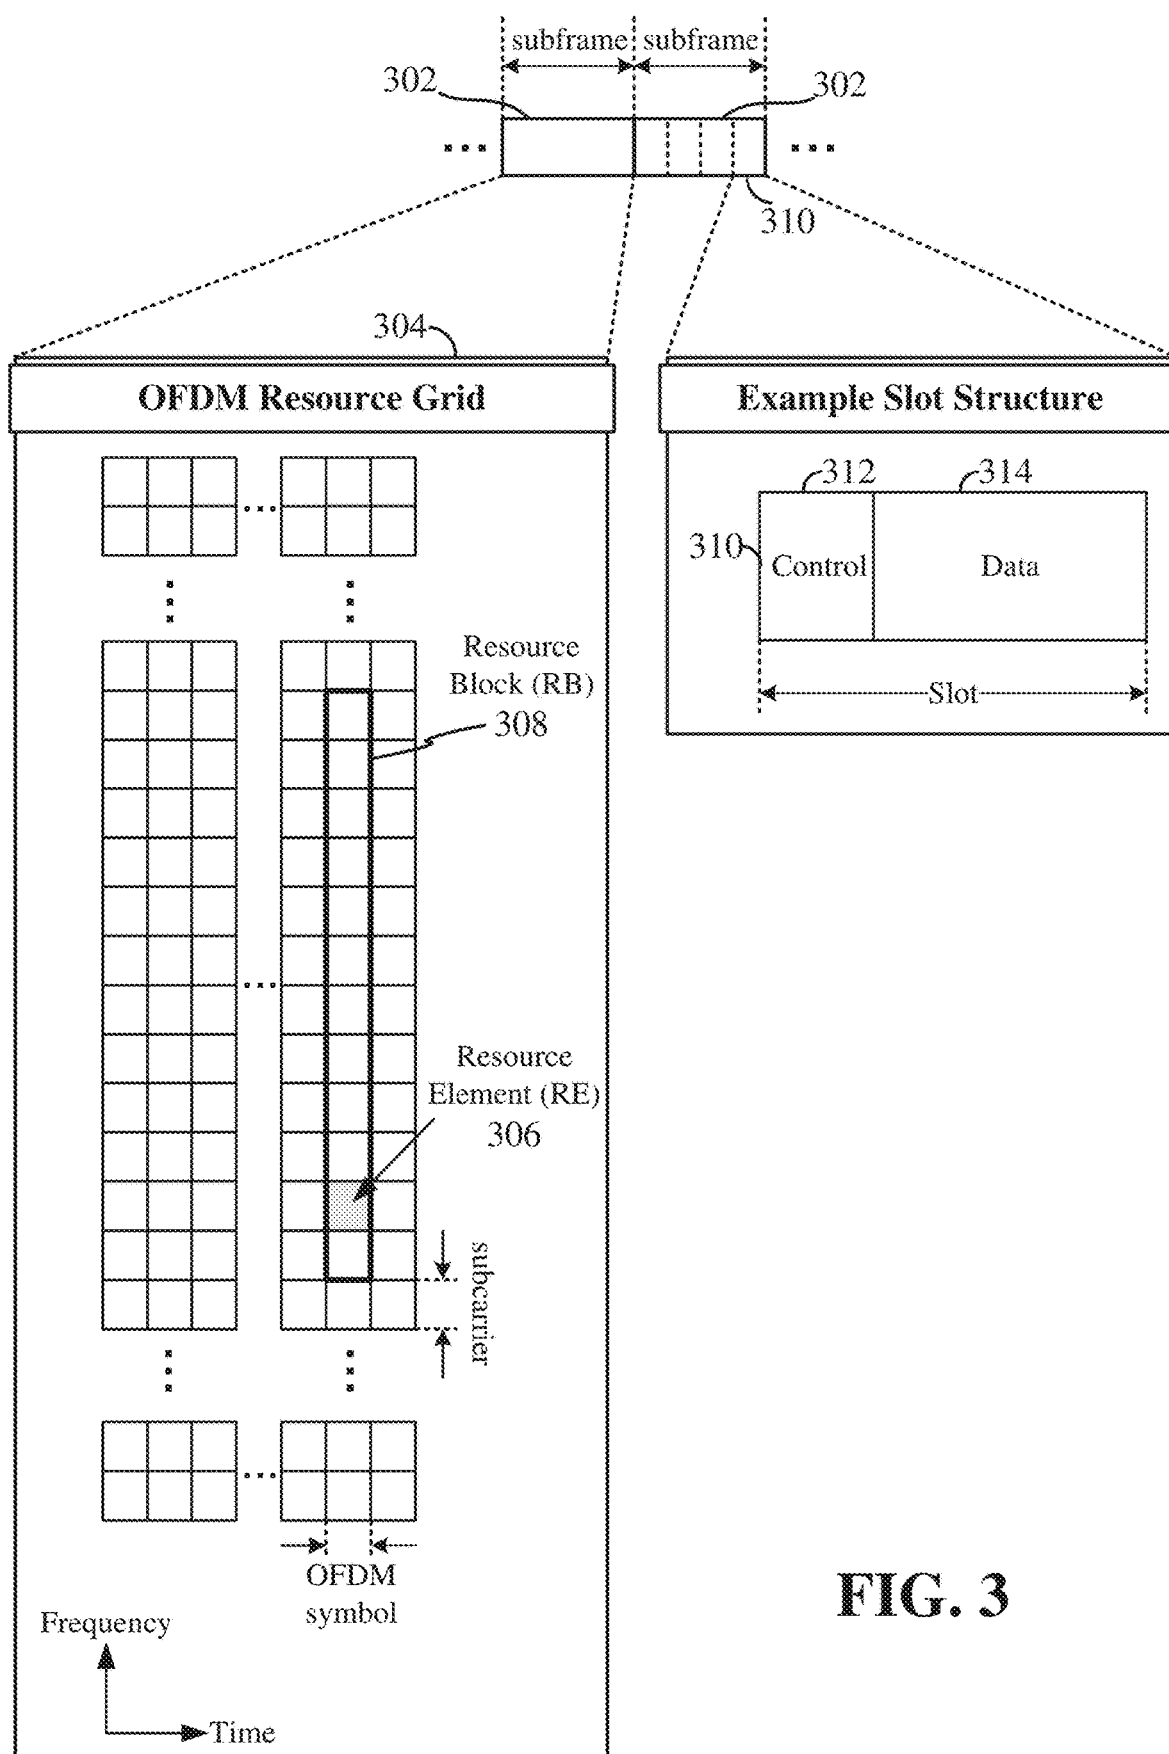 subframe subframe
302 302
310
304
OFDM Resource Grid
Example Slot Structure
312 314
310 Control Data
Slot
Resource
Block (RB)
308
Resource
Element (RE)
306
subcarrier
OFDM
symbol
Frequency
Time
FIG. 3